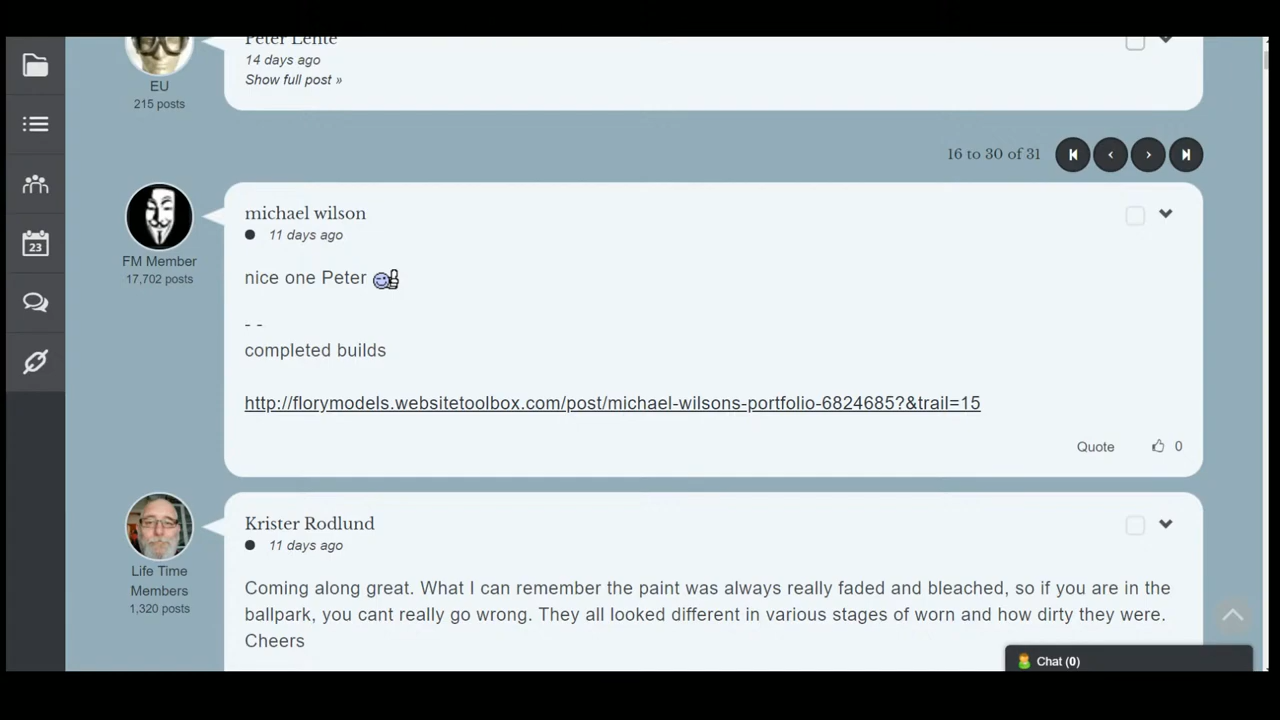 Peter Lente
14 days ago
Show full post »
EU
215 posts
16 to 30 of 31
michael wilson
11 days ago
FM Member
17,702 posts
nice one Peter
- -
completed builds
http://florymodels.websitetoolbox.com/post/michael-wilsons-portfolio-6824685?&trail=15
Quote 0
Krister Rodlund
11 days ago
Life Time
Members
1,320 posts
Coming along great. What I can remember the paint was always really faded and bleached, so if you are in the
ballpark, you cant really go wrong. They all looked different in various stages of worn and how dirty they were.
Cheers
23
Chat (0)